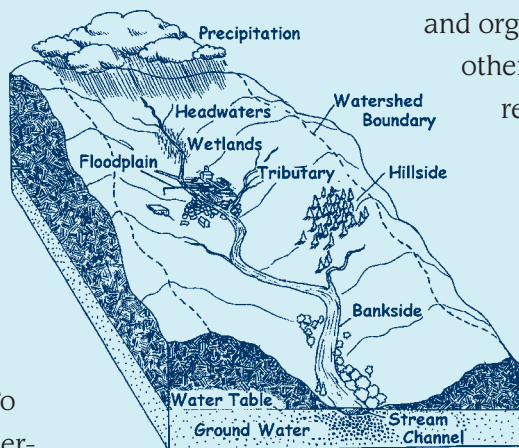 and org
other
re
Precipitation
Headwaters
Watershed
Boundary
Wetlands
Floodplain
Tributary
Hillside
Bankside
Water Table
Ground Water
Stream
Channel
er-